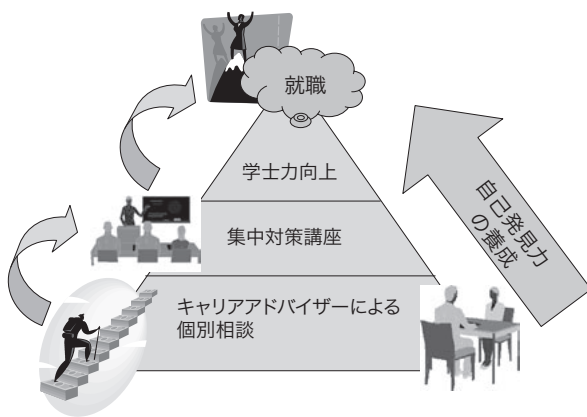 就職
学士力向上
集中対策講座
キャリアアドバイザーによる
個別相談
自己発見力
の養成